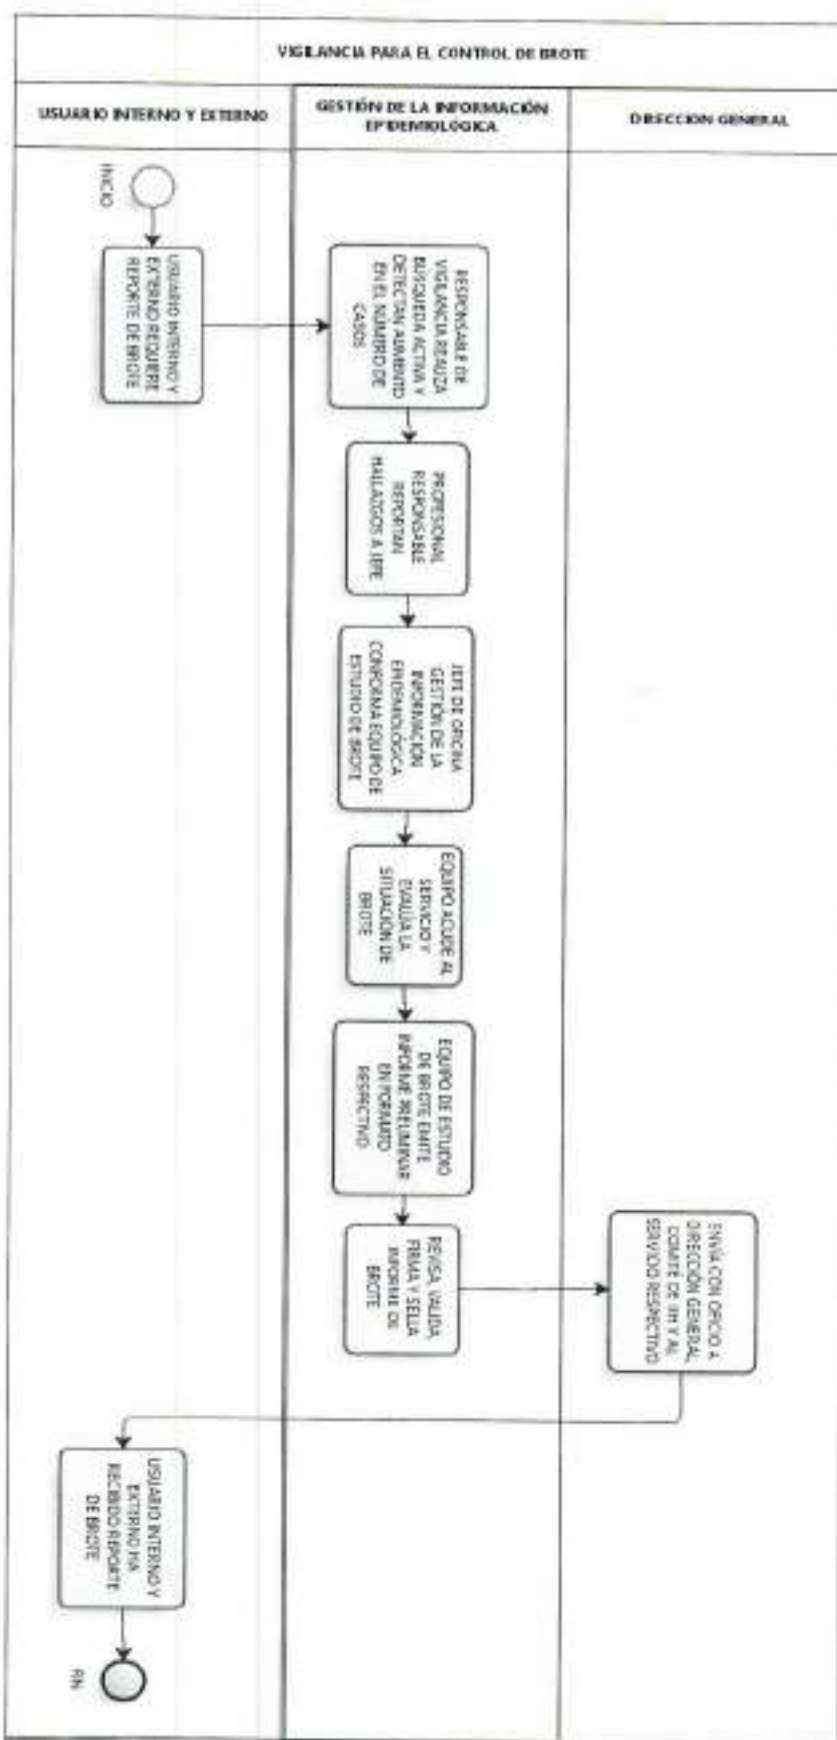 VIGILANCIA PARA EL CONTROL DE BROTE
USUARIO INTERNO Y EXTERNO
GESTIÓN DE LA INFORMACIÓN
EPIDEMIOLÓGICA
DIRECCION GENERAL
INICIO
USUARIO INTERNO Y
EXTERNO REQUIERE
REPORTE DE BROTE
RESPONSABLE DE
VIGILANCIA REALIZA
BUSQUEDA ACTIVA Y
DETECTAN AUMENTO
EN EL NÚMERO DE
CASOS
PROFESIONAL
RESPONSABLE
REPORTAN
HALLAZGOS A JEFE
JEFE DE OFICINA
GESTIÓN DE LA
INFORMACIÓN
EPIDEMIOLÓGICA
CONFORMA EQUIPO DE
ESTUDIO DE BROTE
EQUIPO ACUDE AL
SERVICIO Y
EVALÚA LA
SITUACIÓN DE
BROTE
EQUIPO DE ESTUDIO
DE BROTE EMITE
INFORME PRELIMINAR
EN FORMATO
RESPECTIVO
REVISA, VALIDA,
FIRMA Y SELLA
INFORME DE
BROTE
ENVÍA CON OFICIO A
DIRECCIÓN GENERAL,
COMITÉ DE IIH Y AL
SERVICIO RESPECTIVO
USUARIO INTERNO Y
EXTERNO HA
RECIBIDO REPORTE
DE BROTE
FIN